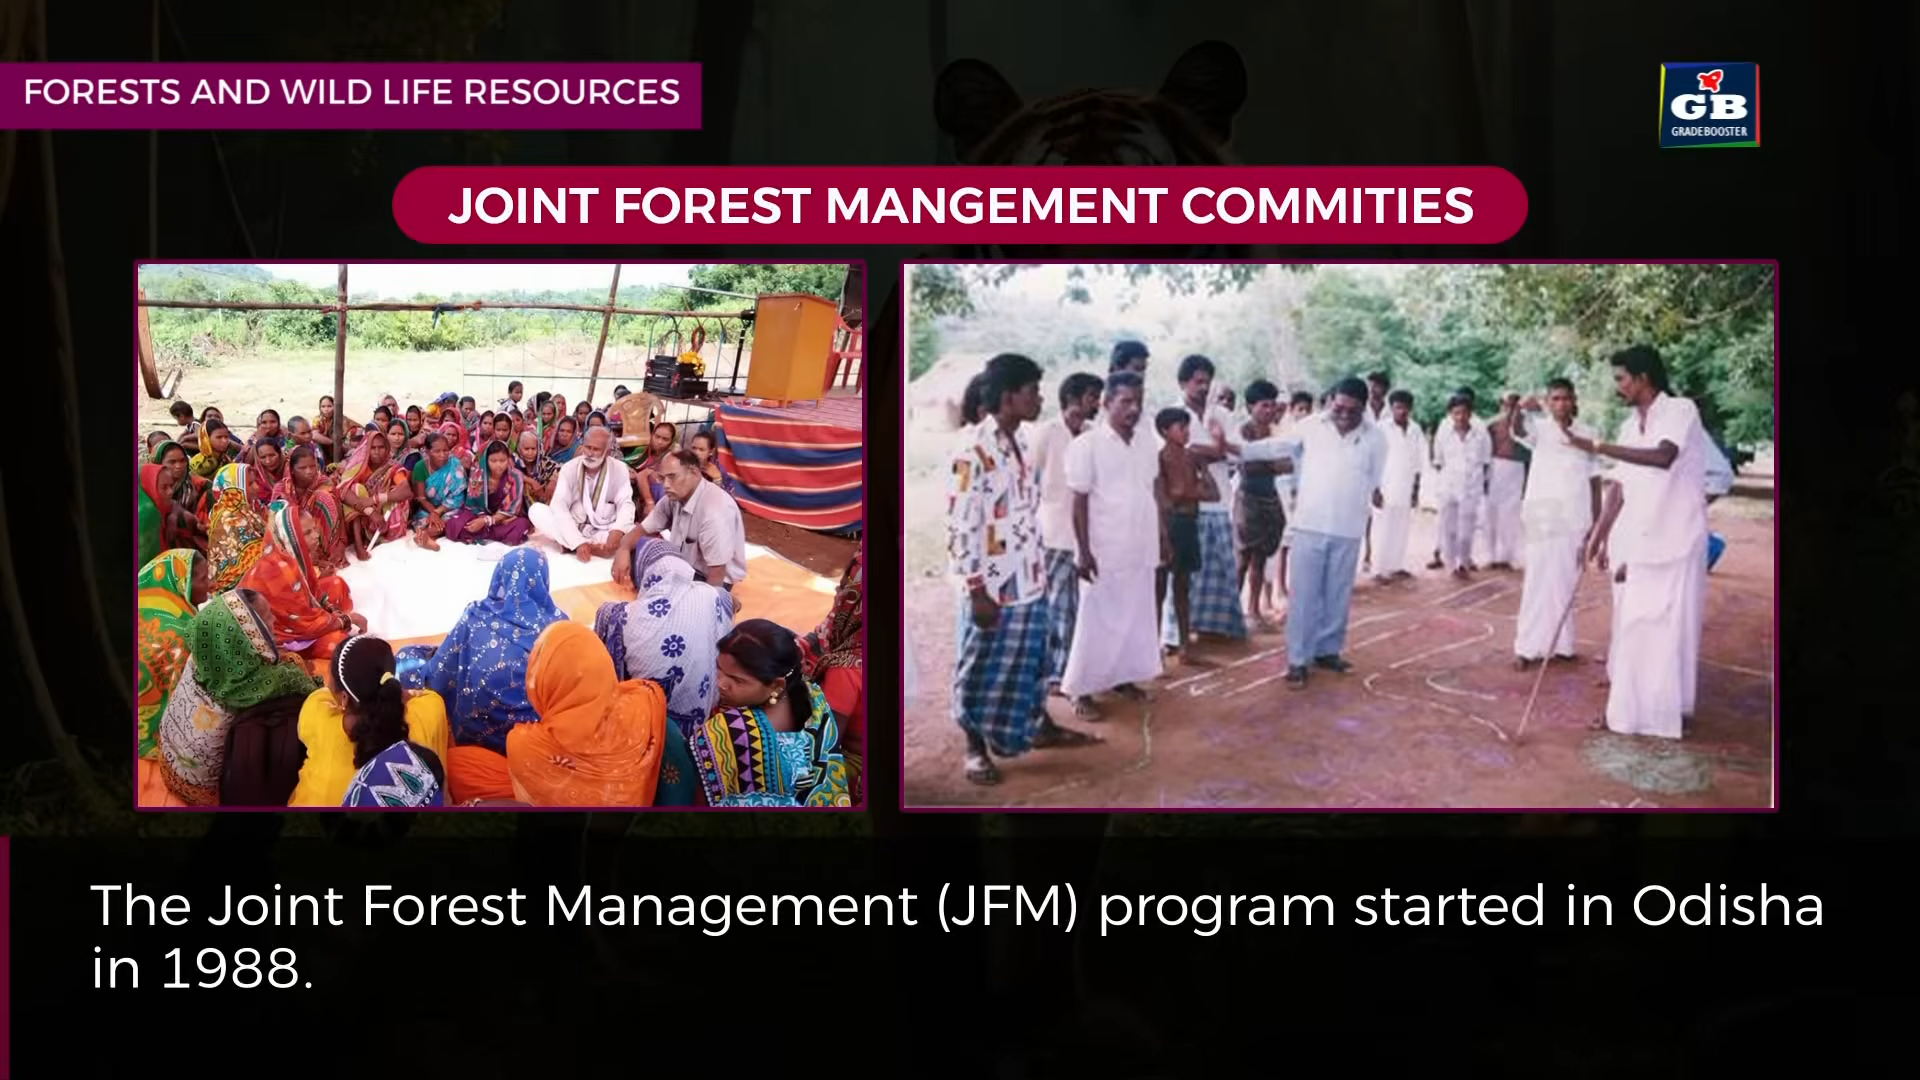 FORESTS AND WILD LIFE RESOURCES
GB
GRADEBOOSTER
JOINT FOREST MANGEMENT COMMITIES
The Joint Forest Management (JFM) program started in Odisha
in 1988.